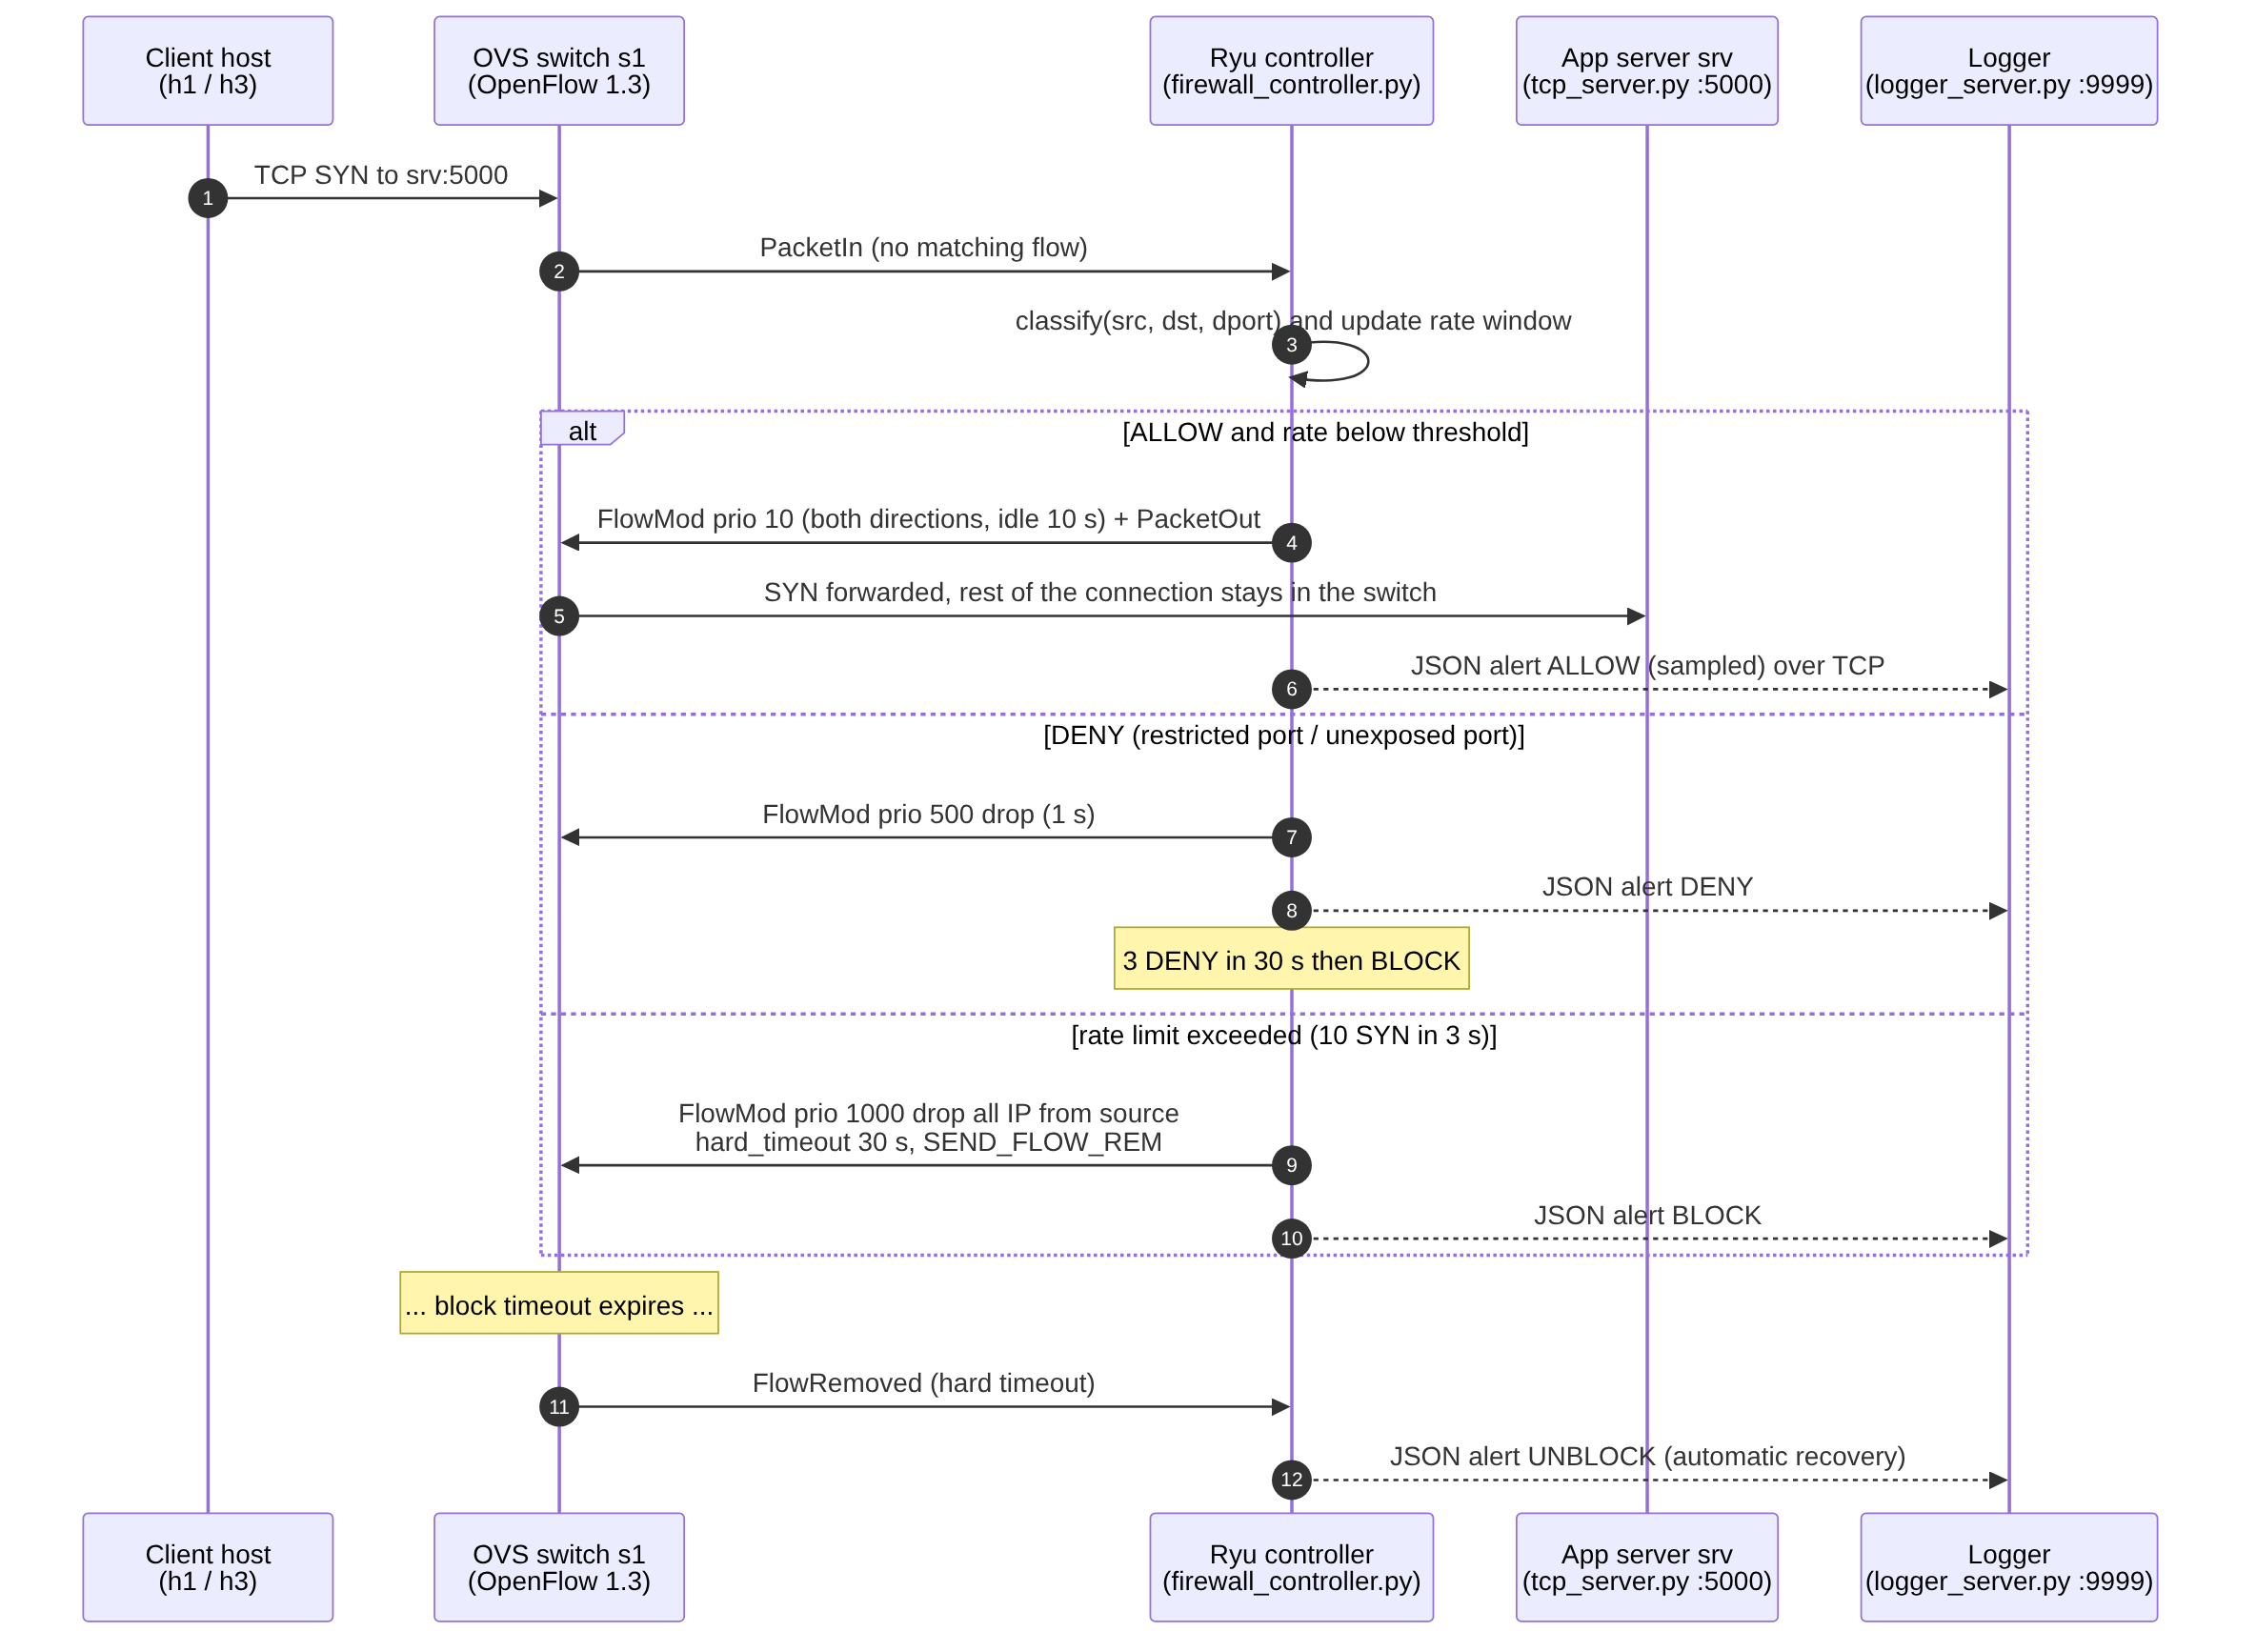 Client host
(h1 / h3)
OVS switch s1
(OpenFlow 1.3)
Ryu controller
(firewall_controller.py)
App server srv
(tcp_server.py :5000)
Logger
(logger_server.py :9999)
TCP SYN to srv:5000
1
PacketIn (no matching flow)
2
classify(src, dst, dport) and update rate window
3
alt
[ALLOW and rate below threshold]
FlowMod prio 10 (both directions, idle 10 s) + PacketOut
4
SYN forwarded, rest of the connection stays in the switch
5
JSON alert ALLOW (sampled) over TCP
6
[DENY (restricted port / unexposed port)]
FlowMod prio 500 drop (1 s)
7
JSON alert DENY
8
3 DENY in 30 s then BLOCK
[rate limit exceeded (10 SYN in 3 s)]
FlowMod prio 1000 drop all IP from source
hard_timeout 30 s, SEND_FLOW_REM
9
JSON alert BLOCK
10
... block timeout expires ...
FlowRemoved (hard timeout)
11
JSON alert UNBLOCK (automatic recovery)
12
Client host
(h1 / h3)
OVS switch s1
(OpenFlow 1.3)
Ryu controller
(firewall_controller.py)
App server srv
(tcp_server.py :5000)
Logger
(logger_server.py :9999)